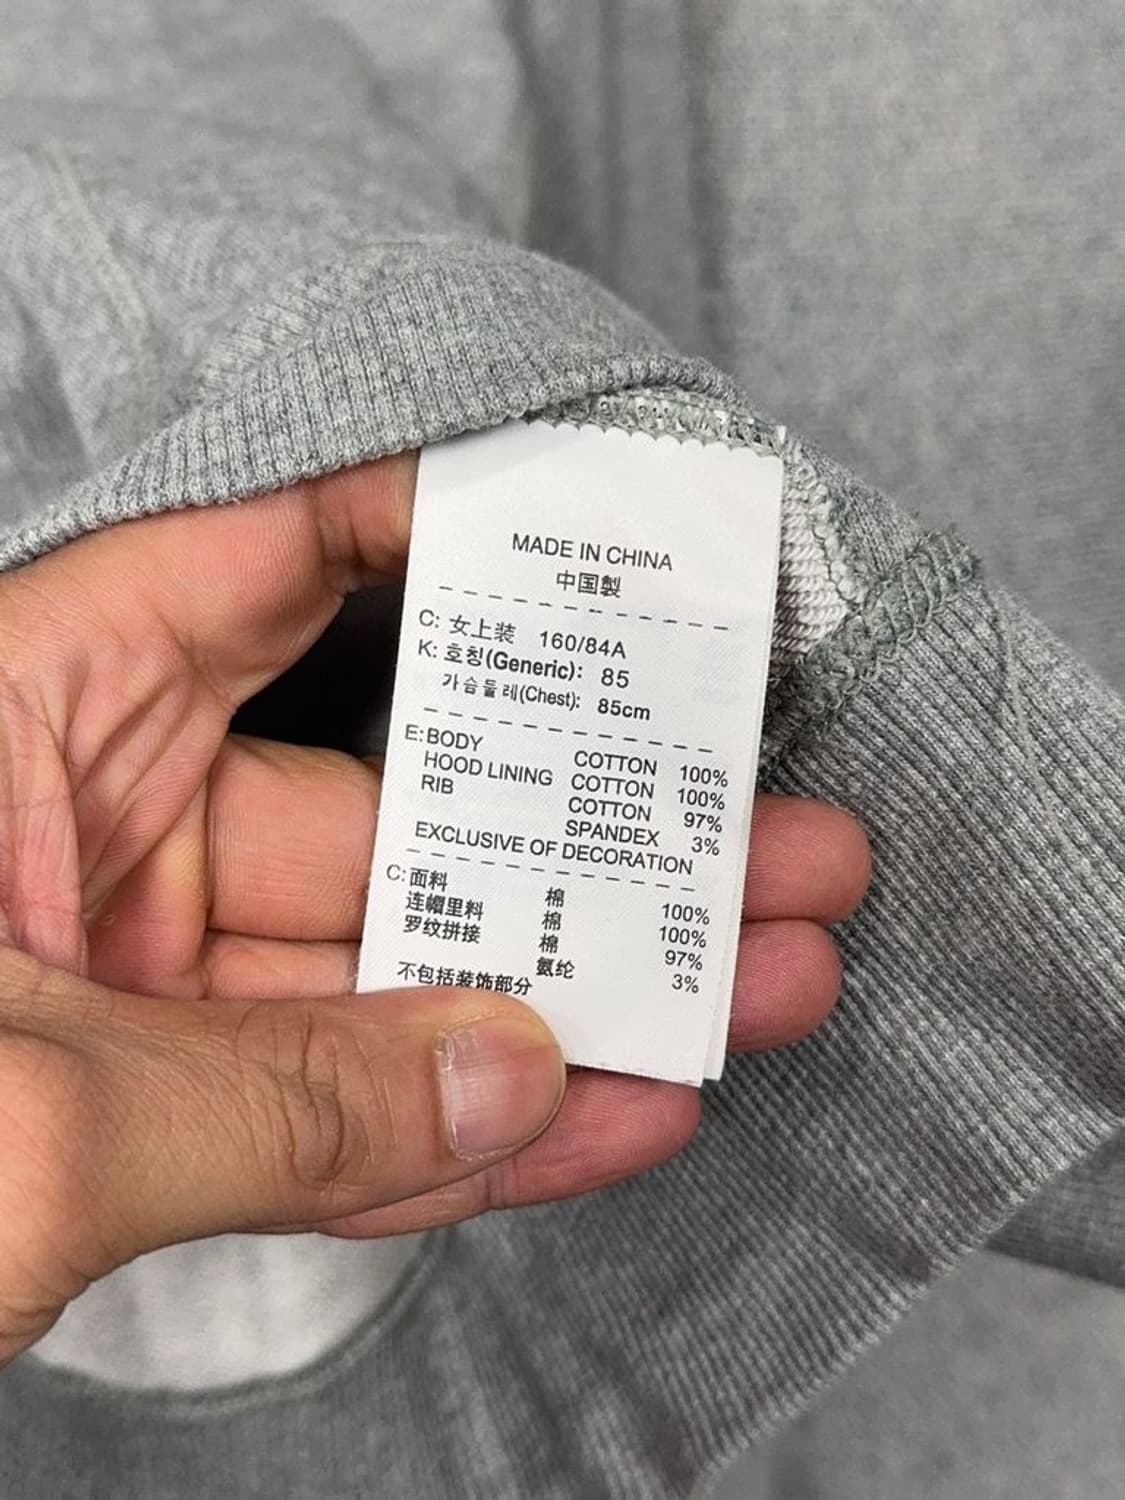 MADE IN CHINA
中国製
C: 女上装 160/84A
K: 호칭(Generic): 85
가슴둘레(Chest): 85cm
E: BODY COTTON 100%
HOOD LINING COTTON 100%
RIB COTTON 97%
SPANDEX 3%
EXCLUSIVE OF DECORATION
C: 面料 棉 100%
连帽里料 棉 100%
罗纹拼接 棉 97%
氨纶 3%
不包括装饰部分